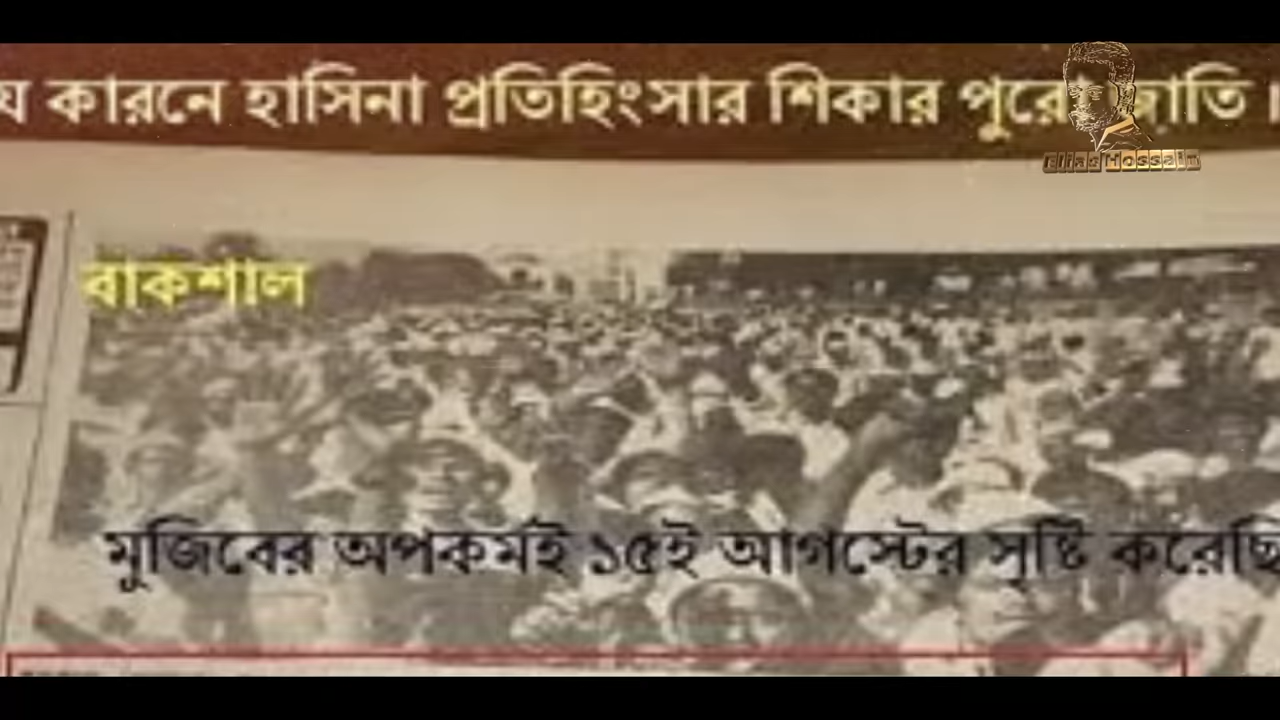 য কারনে হাসিনা প্রতিহিংসার শিকার পুরো জাতি।
Elias Hossain
বাকশাল
মুজিবের অপকর্মই ১৫ই আগস্টের সৃষ্টি করেছি